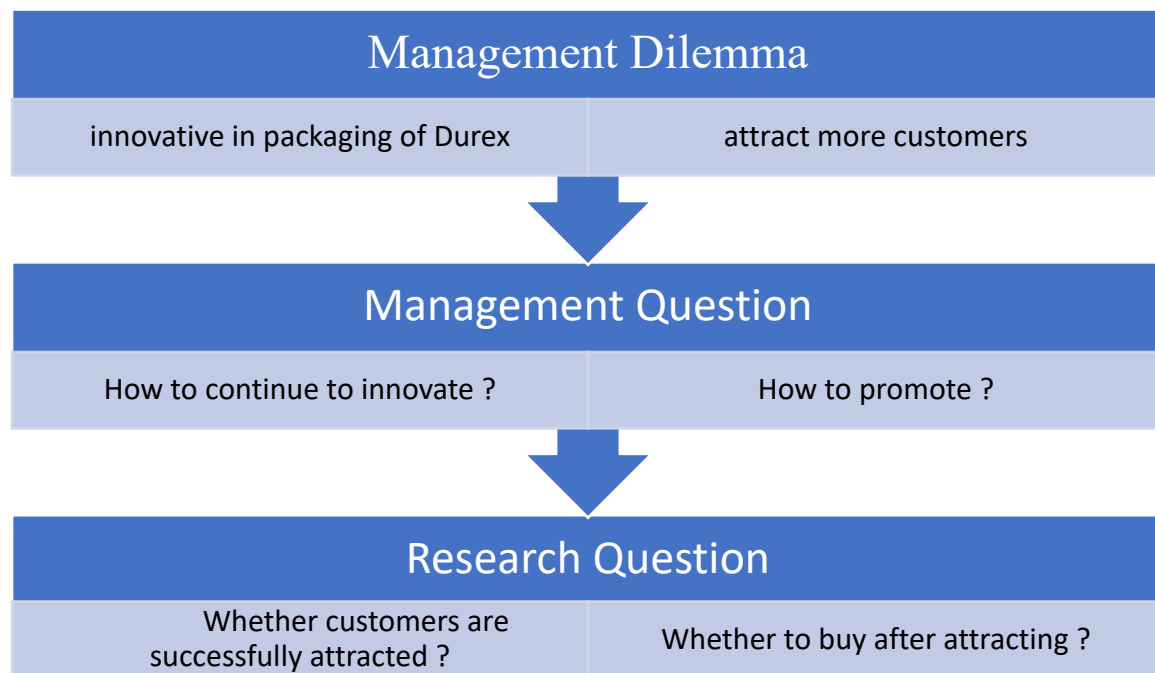 Management Dilemma
innovative in packaging of Durex
attract more customers
Management Question
How to continue to innovate ?
How to promote ?
Research Question
Whether customers are
successfully attracted ?
Whether to buy after attracting ?